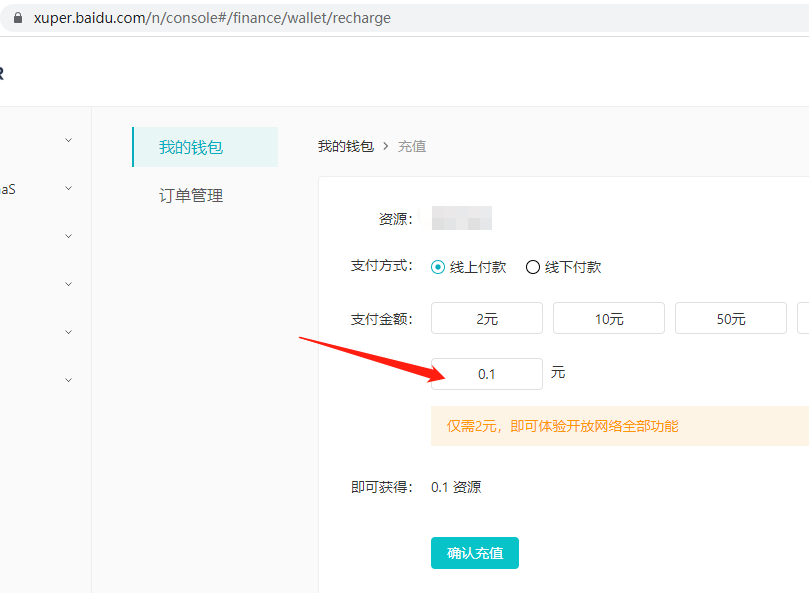 xuper.baidu.com/n/console#/finance/wallet/recharge
R
我的钱包
我的钱包 > 充值
aS
订单管理
资源：
支付方式： 线上付款 线下付款
支付金额： 2元 10元 50元
0.1 元
仅需2元，即可体验开放网络全部功能
即可获得： 0.1 资源
确认充值